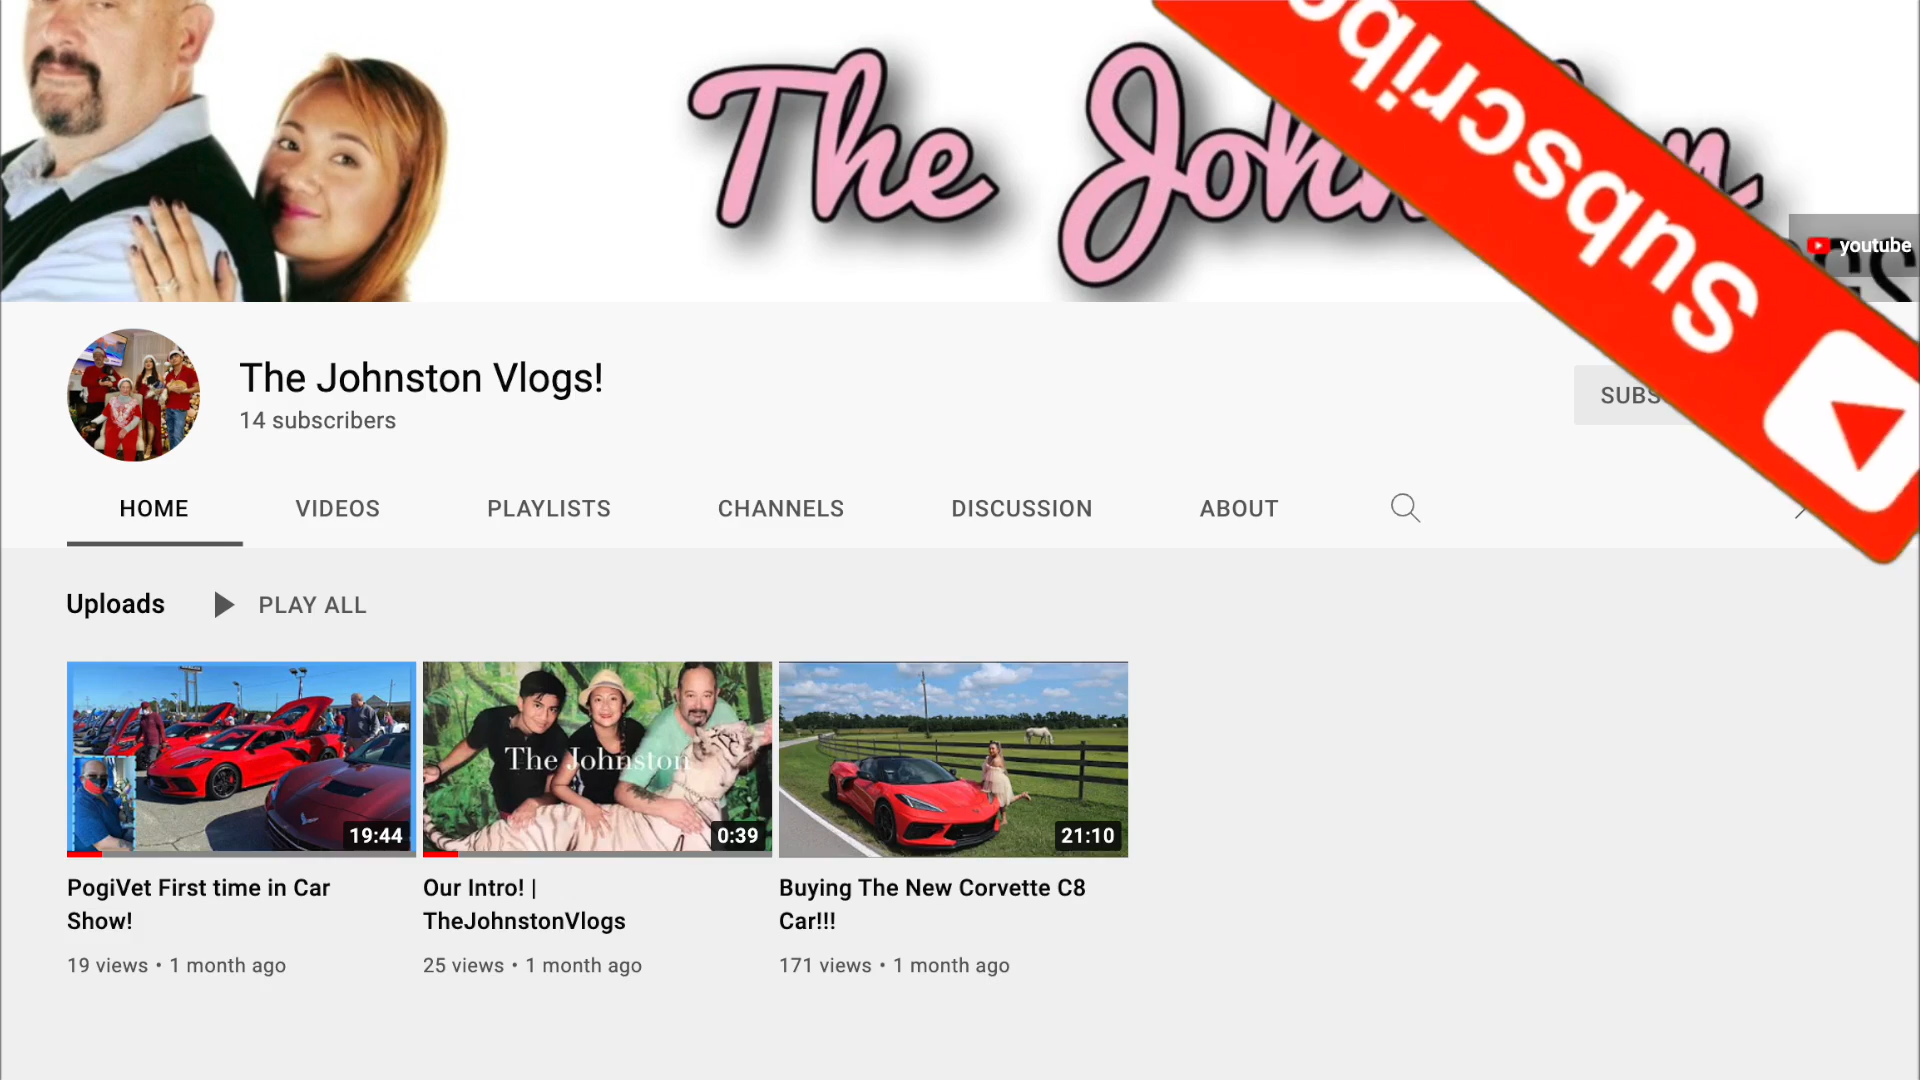 The John
Subscribe
youtube
The Johnston Vlogs!
14 subscribers
SUBS
HOME VIDEOS PLAYLISTS CHANNELS DISCUSSION ABOUT
Uploads PLAY ALL
The Johnston
19:44 0:39 21:10
PogiVet First time in Car
Show!
19 views • 1 month ago
Our Intro! |
TheJohnstonVlogs
25 views • 1 month ago
Buying The New Corvette C8
Car!!!
171 views • 1 month ago